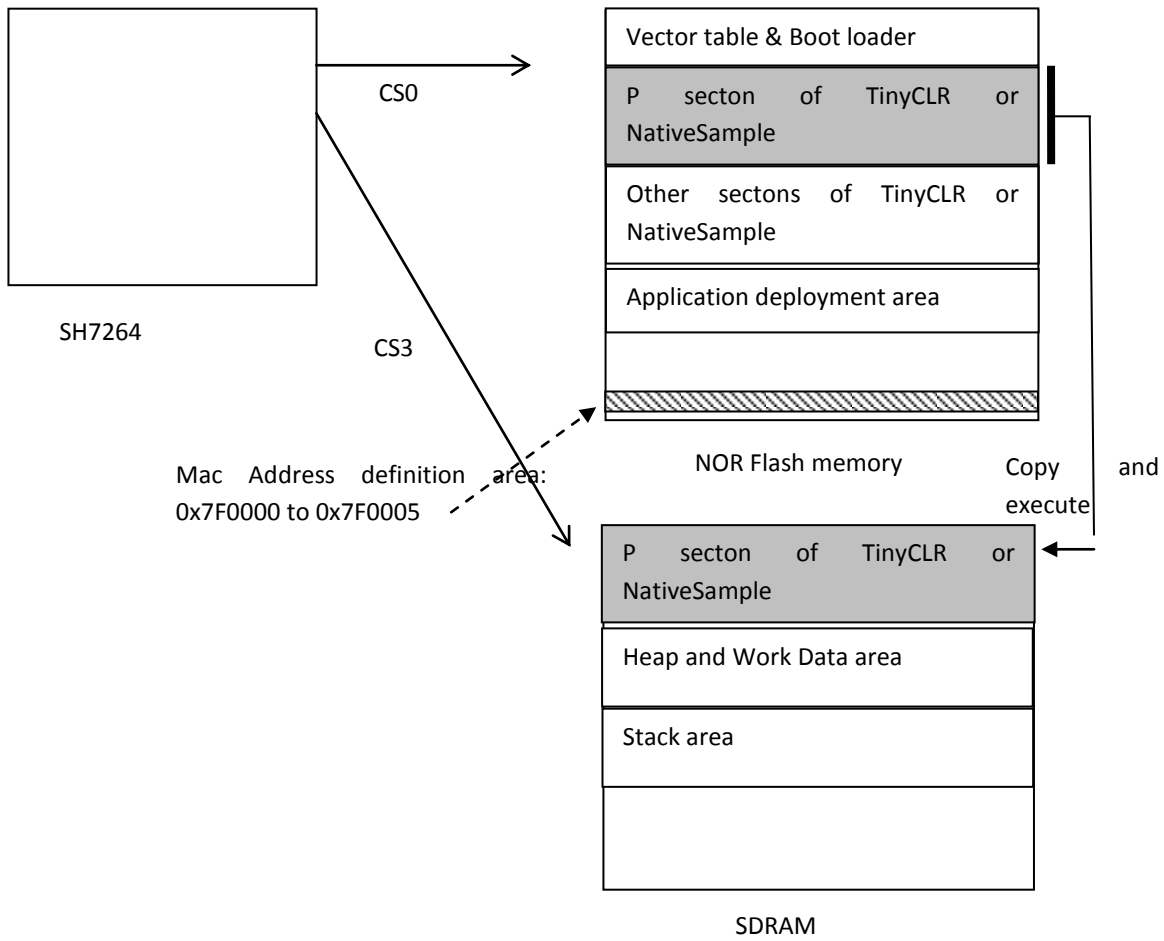 Vector table & Boot loader
CS0
P secton of TinyCLR or
NativeSample
Other sectons of TinyCLR or
NativeSample
Application deployment area
SH7264
CS3
NOR Flash memory
Copy and
execute
Mac Address definition area:
0x7F0000 to 0x7F0005
P secton of TinyCLR or
NativeSample
Heap and Work Data area
Stack area
SDRAM